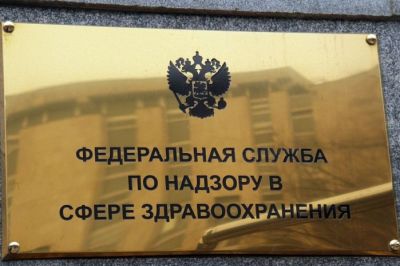 ФЕДЕРАЛЬНАЯ СЛУЖБА
ПО НАДЗОРУ В
СФЕРЕ ЗДРАВООХРАНЕНИЯ